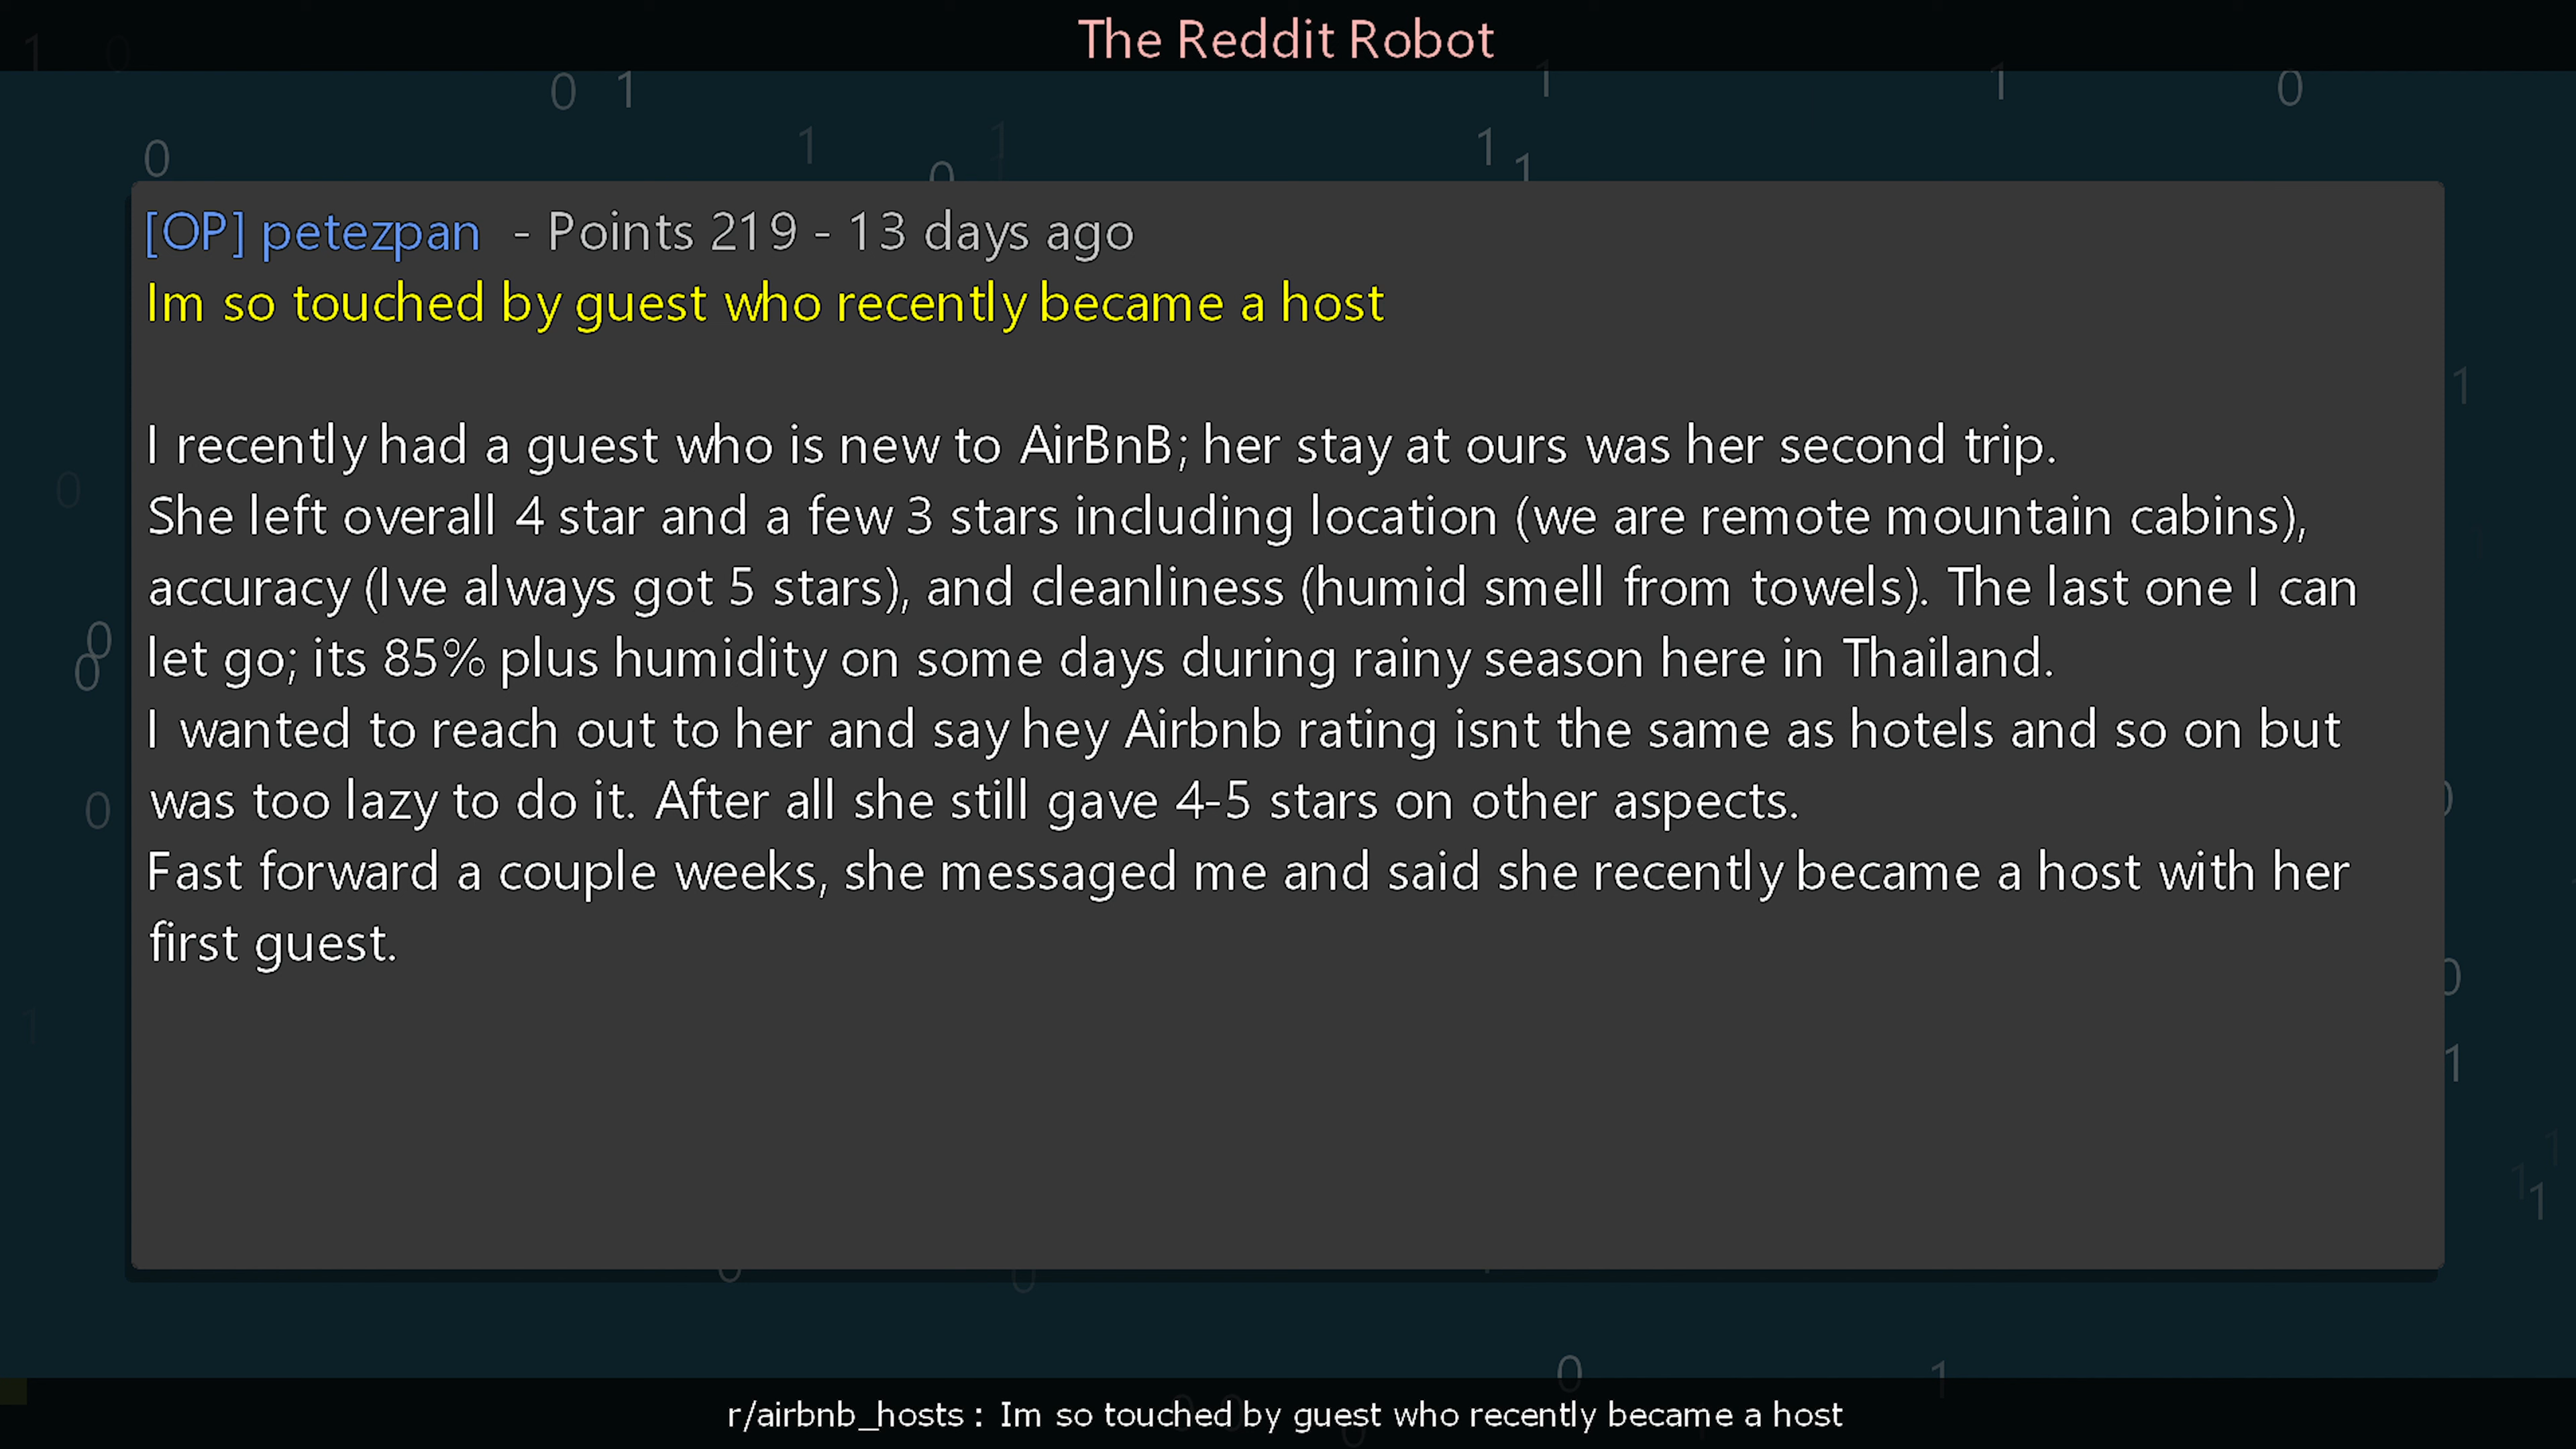 The Reddit Robot
[OP] petezpan - Points 219 - 13 days ago
Im so touched by guest who recently became a host
I recently had a guest who is new to AirBnB; her stay at ours was her second trip.
She left overall 4 star and a few 3 stars including location (we are remote mountain cabins),
accuracy (Ive always got 5 stars), and cleanliness (humid smell from towels). The last one I can
let go; its 85% plus humidity on some days during rainy season here in Thailand.
I wanted to reach out to her and say hey Airbnb rating isnt the same as hotels and so on but
was too lazy to do it. After all she still gave 4-5 stars on other aspects.
Fast forward a couple weeks, she messaged me and said she recently became a host with her
first guest.
r/airbnb_hosts : Im so touched by guest who recently became a host